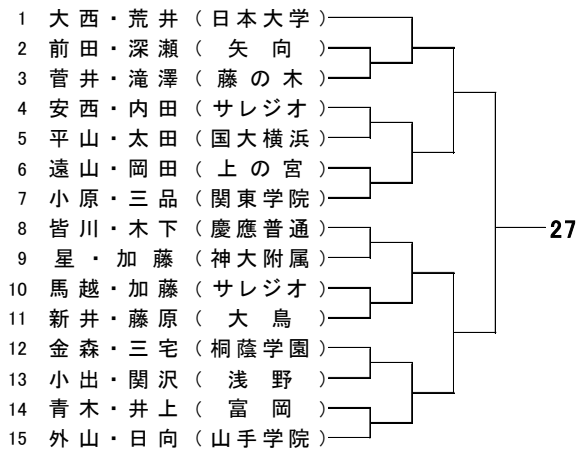 1 大西・荒井（日本大学）
2 前田・深瀬（矢向）
3 菅井・滝澤（藤の木）
4 安西・内田（サレジオ）
5 平山・太田（国大横浜）
6 遠山・岡田（上の宮）
7 小原・三品（関東学院）
8 皆川・木下（慶應普通）
9 星・加藤（神大附属）
10 馬越・加藤（サレジオ）
11 新井・藤原（大鳥）
12 金森・三宅（桐蔭学園）
13 小出・関沢（浅野）
14 青木・井上（富岡）
15 外山・日向（山手学院）
27